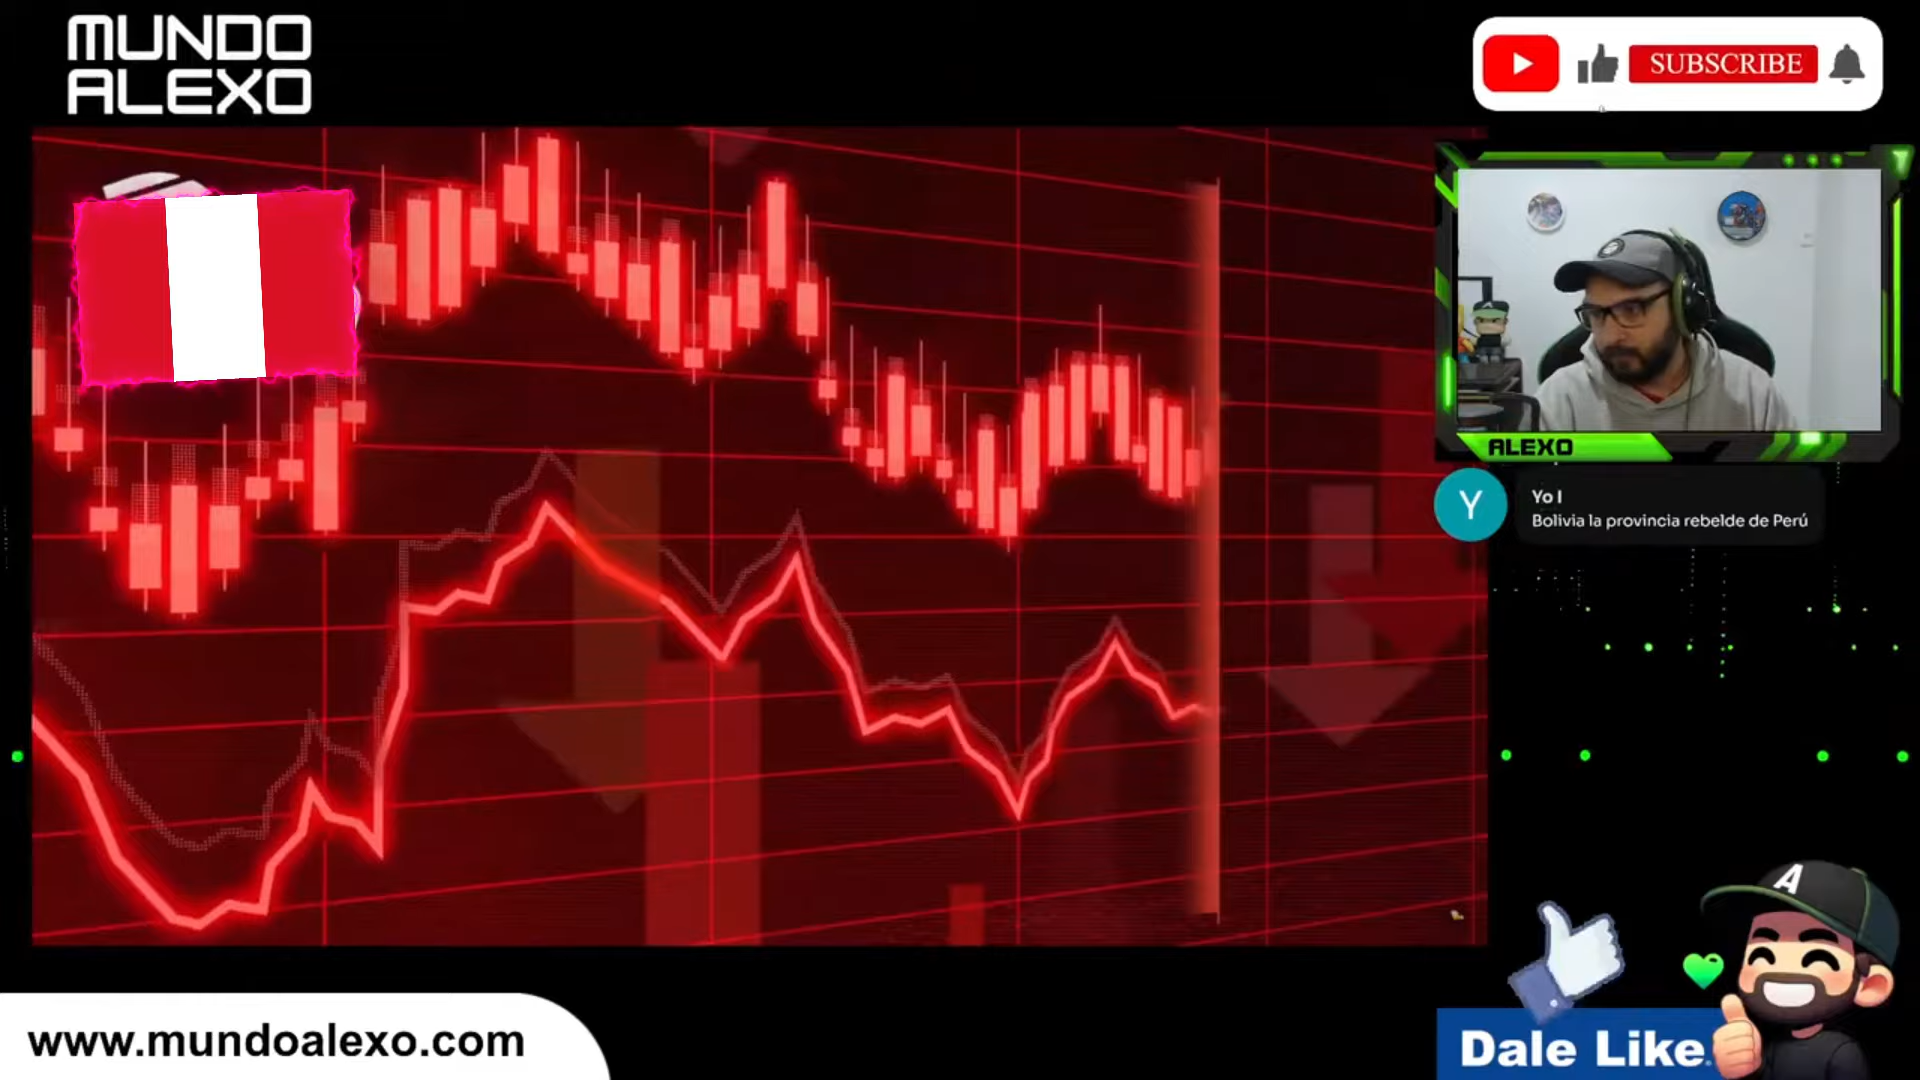 MUNDO
ALEXO
SUBSCRIBE
ALEXO
Y
Yo I
Bolivia la provincia rebelde de Perú
A
www.mundoalexo.com
Dale Like